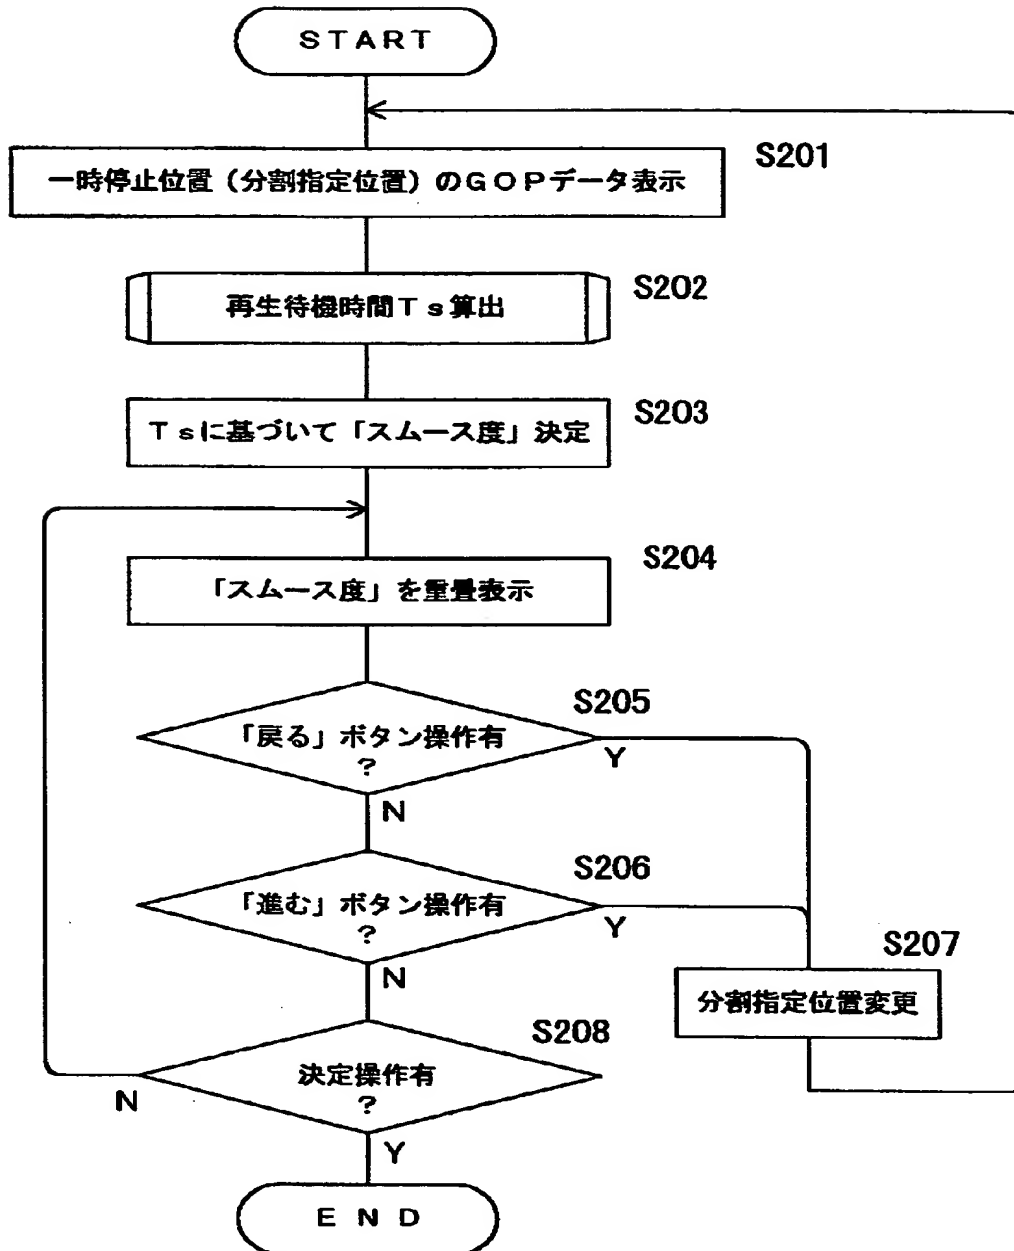 START
S201
一時停止位置（分割指定位置）のGOPデータ表示
S202
再生待機時間Ts算出
S203
Tsに基づいて「スムース度」決定
S204
「スムース度」を重畳表示
S205
「戻る」ボタン操作有
?
Y
N
S206
「進む」ボタン操作有
?
Y
N
S207
分割指定位置変更
S208
決定操作有
?
N
Y
END